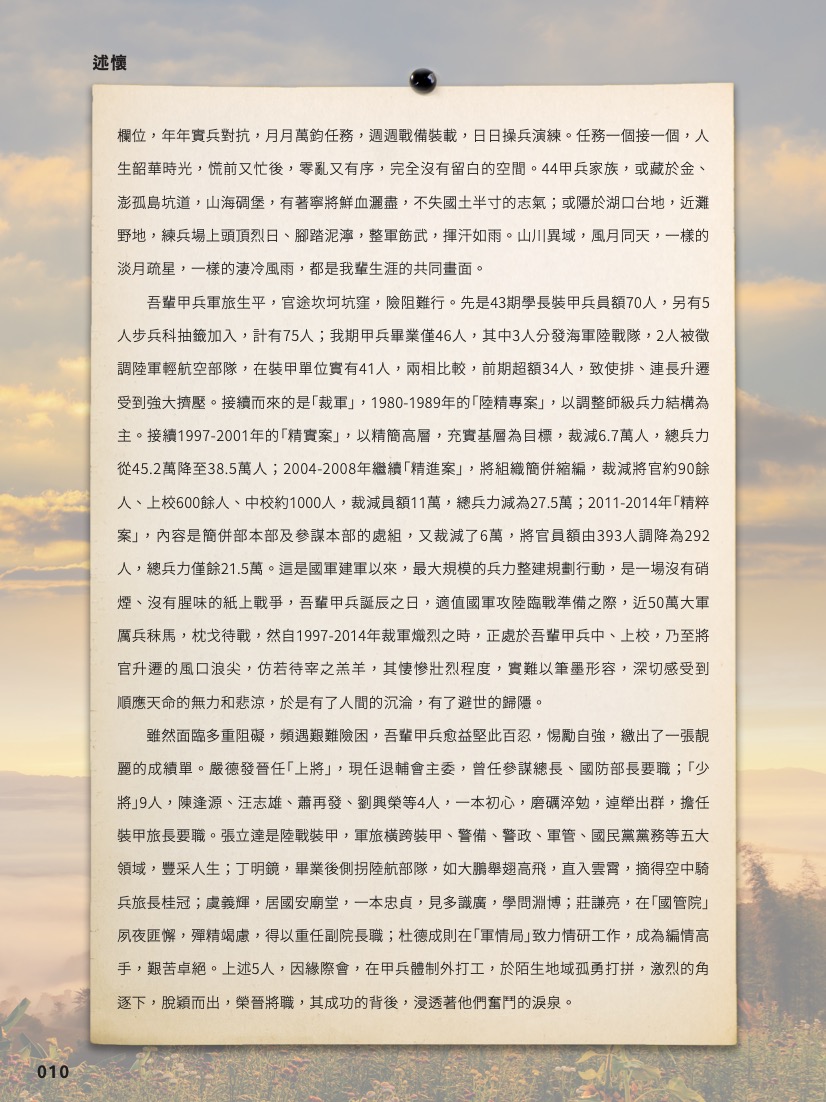 述懷
欄位，年年實兵對抗，月月萬鈞任務，週週戰備裝載，日日操兵演練。任務一個接一個，人
生韶華時光，慌前又忙後，零亂又有序，完全沒有留白的空間。44甲兵家族，或藏於金、
澎孤島坑道，山海碉堡，有著寧將鮮血灑盡，不失國土半寸的志氣；或隱於湖口台地，近灘
野地，練兵場上頭頂烈日、腳踏泥濘，整軍飭武，揮汗如雨。山川異域，風月同天，一樣的
淡月疏星，一樣的淒冷風雨，都是我輩生涯的共同畫面。
吾輩甲兵軍旅生平，官途坎坷坑窪，險阻難行。先是43期學長裝甲兵員額70人，另有5
人步兵科抽籤加入，計有75人；我期甲兵畢業僅46人，其中3人分發海軍陸戰隊，2人被徵
調陸軍輕航空部隊，在裝甲單位實有41人，兩相比較，前期超額34人，致使排、連長升遷
受到強大擠壓。接續而來的是「裁軍」，1980-1989年的「陸精專案」，以調整師級兵力結構為
主。接續1997-2001年的「精實案」，以精簡高層，充實基層為目標，裁減6.7萬人，總兵力
從45.2萬降至38.5萬人；2004-2008年繼續「精進案」，將組織簡併縮編，裁減將官約90餘
人、上校600餘人、中校約1000人，裁減員額11萬，總兵力減為27.5萬；2011-2014年「精粹
案」，內容是簡併部本部及參謀本部的處組，又裁減了6萬，將官員額由393人調降為292
人，總兵力僅餘21.5萬。這是國軍建軍以來，最大規模的兵力整建規劃行動，是一場沒有硝
煙、沒有腥味的紙上戰爭，吾輩甲兵誕辰之日，適值國軍攻陸臨戰準備之際，近50萬大軍
厲兵秣馬，枕戈待戰，然自1997-2014年裁軍熾烈之時，正處於吾輩甲兵中、上校，乃至將
官升遷的風口浪尖，仿若待宰之羔羊，其悽慘壯烈程度，實難以筆墨形容，深切感受到
順應天命的無力和悲涼，於是有了人間的沉淪，有了避世的歸隱。
雖然面臨多重阻礙，頻遇艱難險困，吾輩甲兵愈益堅此百忍，惕勵自強，繳出了一張靚
麗的成績單。嚴德發晉任「上將」，現任退輔會主委，曾任參謀總長、國防部長要職；「少
將」9人，陳逢源、汪志雄、蕭再發、劉興榮等4人，一本初心，磨礪淬勉，逴犖出群，擔任
裝甲旅長要職。張立達是陸戰裝甲，軍旅橫跨裝甲、警備、警政、軍管、國民黨黨務等五大
領域，豐采人生；丁明鏡，畢業後側拐陸航部隊，如大鵬舉翅高飛，直入雲霄，摘得空中騎
兵旅長桂冠；虞義輝，居國安廟堂，一本忠貞，見多識廣，學問淵博；莊謙亮，在「國管院」
夙夜匪懈，殫精竭慮，得以重任副院長職；杜德成則在「軍情局」致力情研工作，成為編情高
手，艱苦卓絕。上述5人，因緣際會，在甲兵體制外打工，於陌生地域孤勇打拼，激烈的角
逐下，脫穎而出，榮晉將職，其成功的背後，浸透著他們奮鬥的淚泉。
010